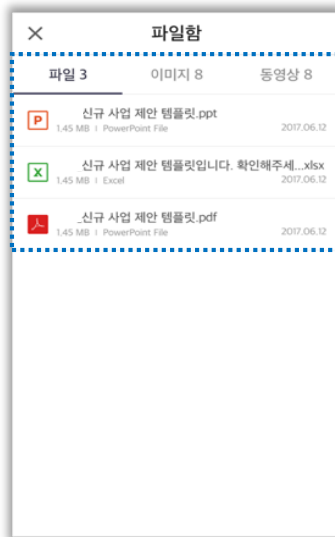 파일함
파일 3 이미지 8 동영상 8
신규 사업 제안 템플릿.ppt
1.45 MB | PowerPoint File 2017.06.12
신규 사업 제안 템플릿입니다. 확인해주세...xlsx
1.45 MB | Excel 2017.06.12
_신규 사업 제안 템플릿.pdf
1.45 MB | PowerPoint File 2017.06.12